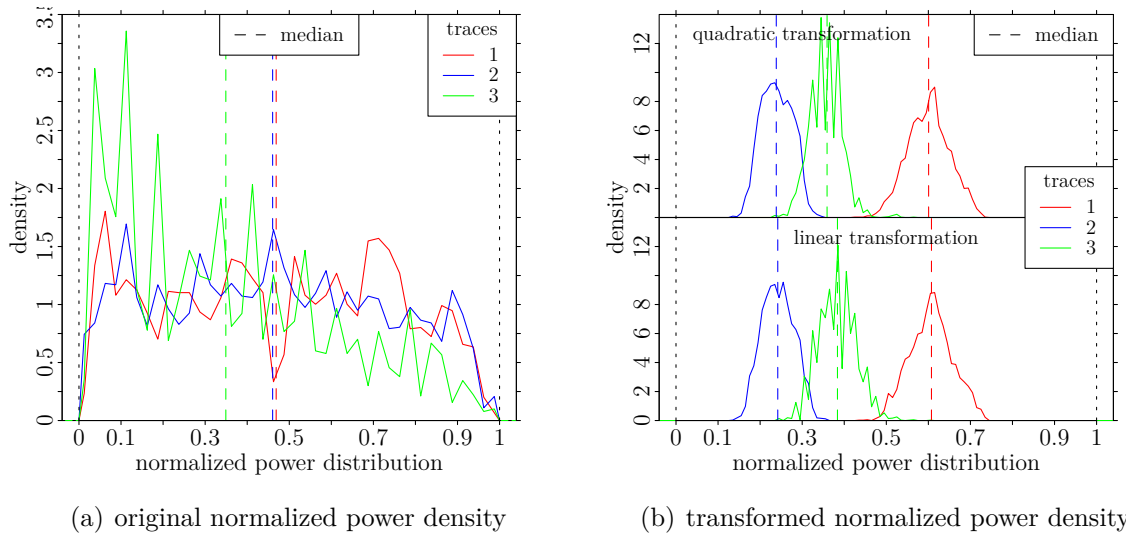 median
traces
1
2
3
density
0 0.5 1 1.5 2 2.5 3 3.5
0 0.1 0.3 0.5 0.7 0.9 1
normalized power distribution
(a) original normalized power density
quadratic transformation
median
density
0 4 8 12
linear transformation
0 2 4 6 8 12
traces
1
2
3
0 0.1 0.3 0.5 0.7 0.9 1
normalized power distribution
(b) transformed normalized power density